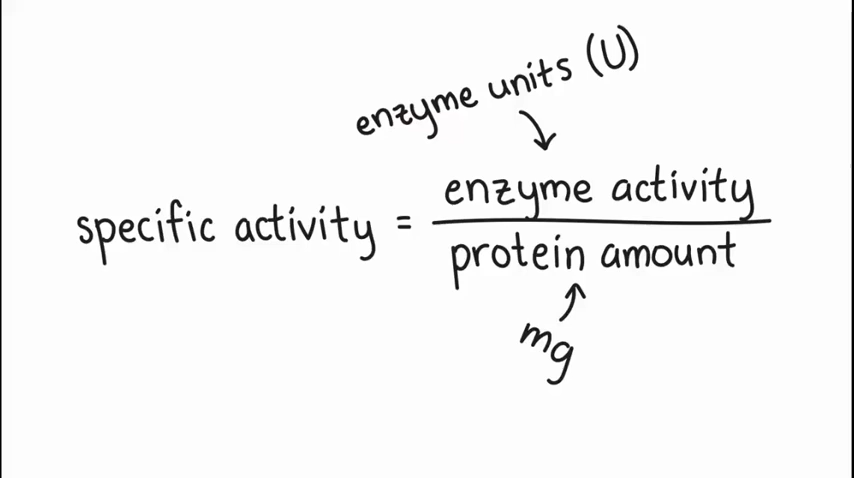 enzyme units (U)
specific activity = enzyme activity
protein amount
mg